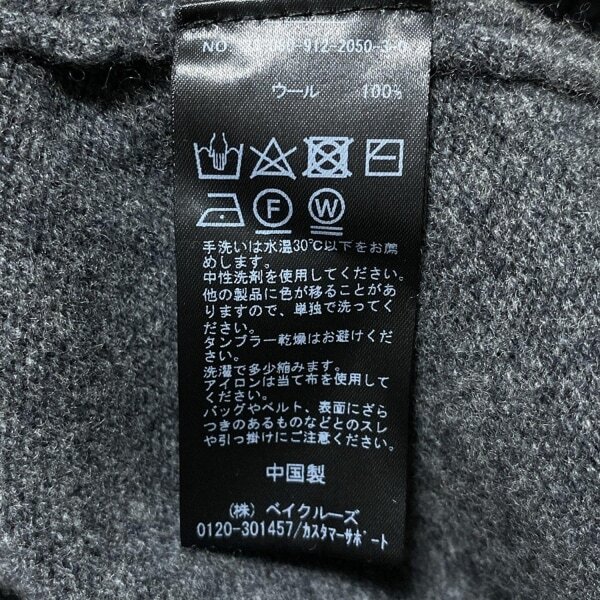 NO 080-912-2050-3-0
ウール 100%
F W
手洗いは水温30℃以下をお薦
めします。
中性洗剤を使用してください。
他の製品に色が移ることがあ
りますので、単独で洗ってく
ださい。
タンブラー乾燥はお避けくだ
さい。
洗濯で多少縮みます。
アイロンは当て布を使用して
ください。
バッグやベルト、表面にざら
つきのあるものなどとのスレ
や引っ掛けにご注意ください。
中国製
(株) ベイクルーズ
0120-301457/カスタマーサポート